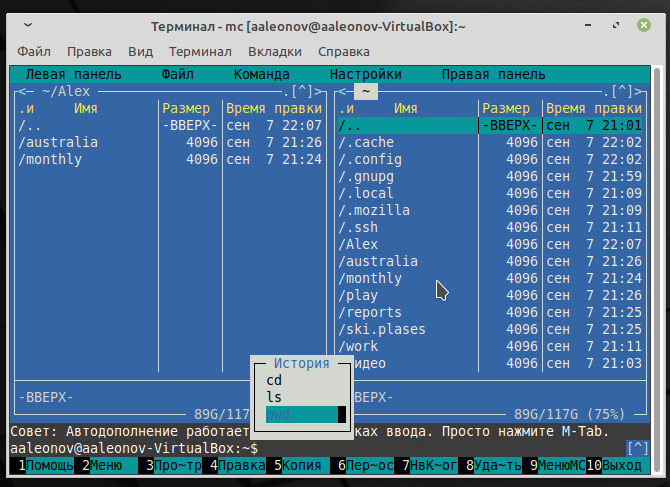 Терминал - mc [aaleonov@aaleonov-VirtualBox]:~
Файл Правка Вид Терминал Вкладки Справка
Левая панель Файл Команда Настройки Правая панель
<─ ~/Alex .[^]>
.и Имя Размер Время правки
/.. -ВВЕРХ- сен 7 22:07
/australia 4096 сен 7 21:26
/monthly 4096 сен 7 21:24
-ВВЕРХ-
89G/117
<─ ~ .[^]>
.и Имя Размер Время правки
/.. -ВВЕРХ- сен 7 21:01
/.cache 4096 сен 7 22:02
/.config 4096 сен 7 22:02
/.gnupg 4096 сен 7 21:59
/.local 4096 сен 7 21:09
/.mozilla 4096 сен 7 21:09
/.ssh 4096 сен 7 21:11
/Alex 4096 сен 7 22:07
/australia 4096 сен 7 21:26
/monthly 4096 сен 7 21:24
/play 4096 сен 7 21:26
/reports 4096 сен 7 21:25
/ski.plases 4096 сен 7 21:25
/work 4096 сен 7 21:11
идео 4096 сен 7 21:03
ВЕРХ-
89G/117G (75%)
История
cd
ls
pwd
Совет: Автодополнение работает ках ввода. Просто нажмите M-Tab.
aaleonov@aaleonov-VirtualBox:~$ [^]
1Помощь 2Меню 3Про~тр 4Правка 5Копия 6Пер~ос 7НвК~ог 8Уда~ть 9МенюMC 10Выход